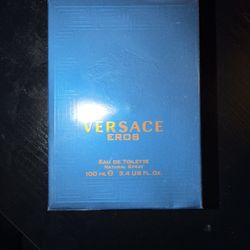 VERSACE
EROS
EAU DE TOILETTE
NATURAL SPRAY
100 ml ℮ 3.4 US FL.OZ.